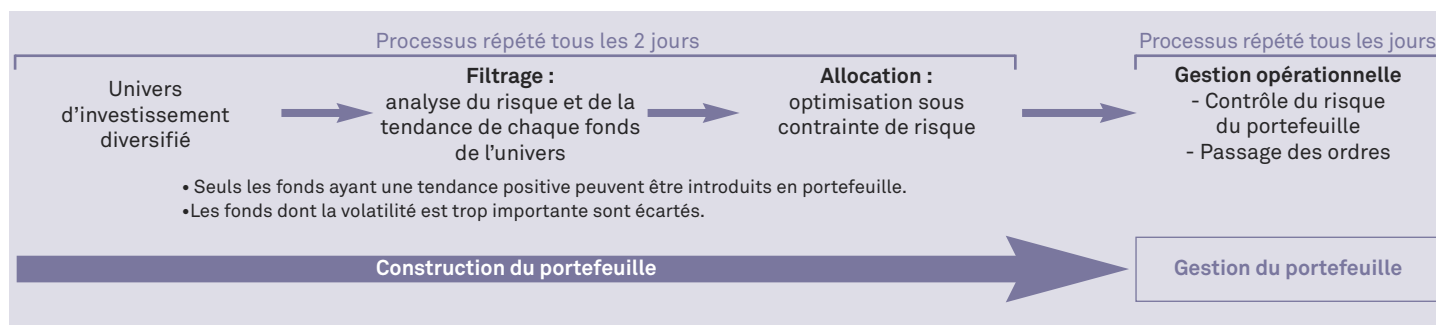 Processus répété tous les 2 jours
Processus répété tous les jours
Univers
d’investissement
diversifié
Filtrage :
analyse du risque et de la
tendance de chaque fonds
de l’univers
Allocation :
optimisation sous
contrainte de risque
Gestion opérationnelle
- Contrôle du risque
du portefeuille
- Passage des ordres
• Seuls les fonds ayant une tendance positive peuvent être introduits en portefeuille.
•Les fonds dont la volatilité est trop importante sont écartés.
Construction du portefeuille
Gestion du portefeuille